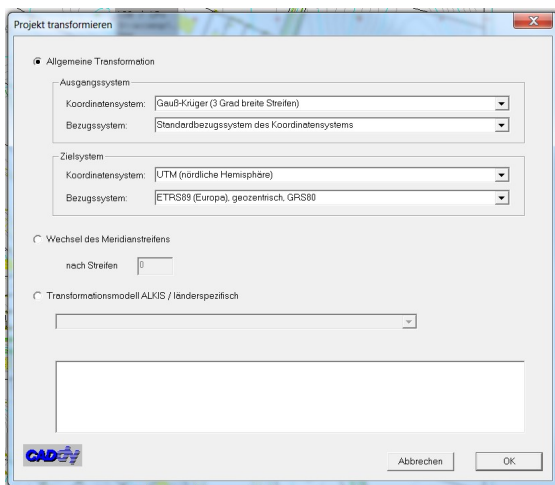 Projekt transformieren
Allgemeine Transformation
Ausgangssystem
Koordinatensystem: Gauß-Krüger (3 Grad breite Streifen)
Bezugssystem: Standardbezugssystem des Koordinatensystems
Zielsystem
Koordinatensystem: UTM (nördliche Hemisphäre)
Bezugssystem: ETRS89 (Europa), geozentrisch, GRS80
Wechsel des Meridianstreifens
nach Streifen 0
Transformationsmodell ALKIS / länderspezifisch
CADdy
Abbrechen OK